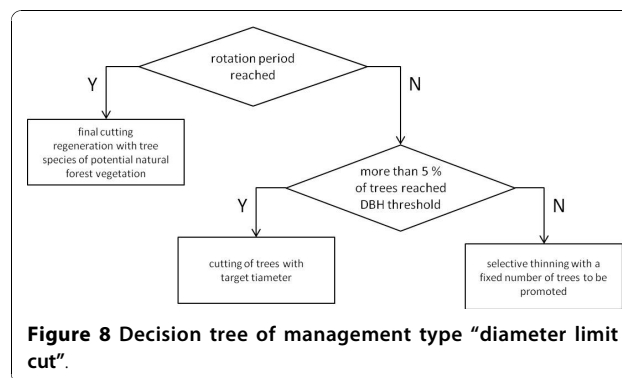 rotation period
reached
Y
N
final cutting
regeneration with tree
species of potential natural
forest vegetation
more than 5 %
of trees reached
DBH threshold
Y
N
cutting of trees with
target tiameter
selective thinning with a
fixed number of trees to be
promoted
Figure 8 Decision tree of management type “diameter limit
cut”.